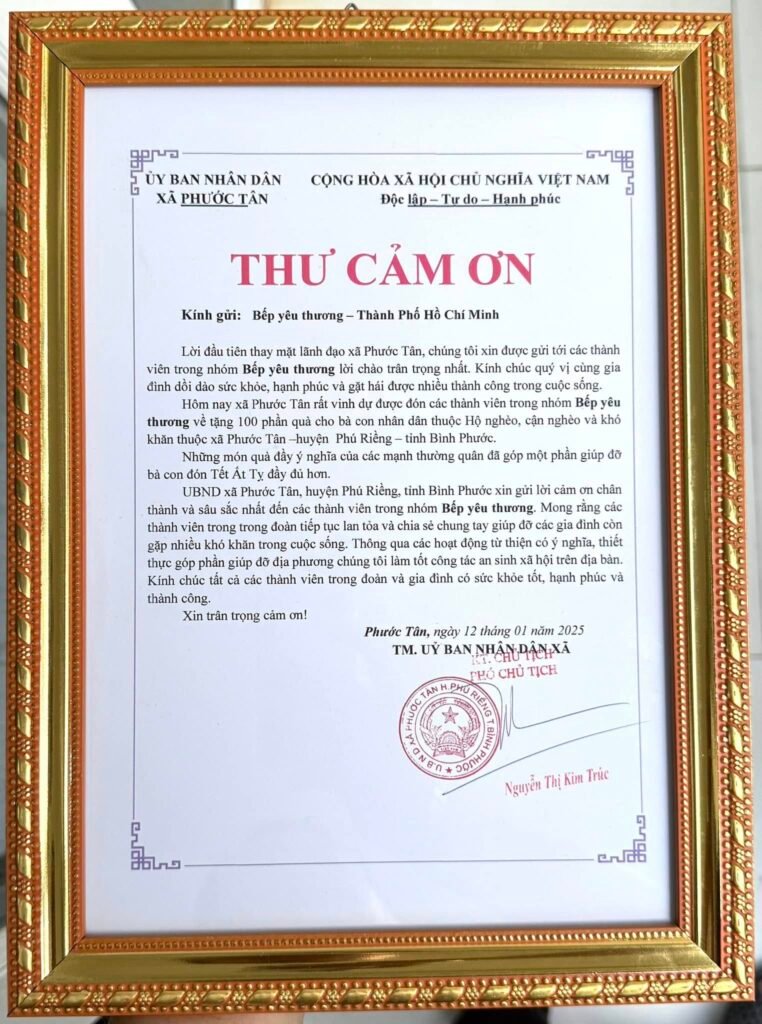 ỦY BAN NHÂN DÂN
XÃ PHƯỚC TÂN
CỘNG HÒA XÃ HỘI CHỦ NGHĨA VIỆT NAM
Độc lập – Tự do – Hạnh phúc
THƯ CẢM ƠN
Kính gửi: Bếp yêu thương – Thành Phố Hồ Chí Minh
Lời đầu tiên thay mặt lãnh đạo xã Phước Tân, chúng tôi xin được gửi tới các thành
viên trong nhóm Bếp yêu thương lời chào trân trọng nhất. Kính chúc quý vị cùng gia
đình dồi dào sức khỏe, hạnh phúc và gặt hái được nhiều thành công trong cuộc sống.
Hôm nay xã Phước Tân rất vinh dự được đón các thành viên trong nhóm Bếp yêu
thương về tặng 100 phần quà cho bà con nhân dân thuộc Hộ nghèo, cận nghèo và khó
khăn thuộc xã Phước Tân –huyện Phú Riềng – tỉnh Bình Phước.
Những món quà đầy ý nghĩa của các mạnh thường quân đã góp một phần giúp đỡ
bà con đón Tết Ất Tỵ đầy đủ hơn.
UBND xã Phước Tân, huyện Phú Riềng, tỉnh Bình Phước xin gửi lời cảm ơn chân
thành và sâu sắc nhất đến các thành viên trong nhóm Bếp yêu thương. Mong rằng các
thành viên trong trong đoàn tiếp tục lan tỏa và chia sẻ chung tay giúp đỡ các gia đình còn
gặp nhiều khó khăn trong cuộc sống. Thông qua các hoạt động từ thiện có ý nghĩa, thiết
thực góp phần giúp đỡ địa phương chúng tôi làm tốt công tác an sinh xã hội trên địa bàn.
Kính chúc tất cả các thành viên trong đoàn và gia đình có sức khỏe tốt, hạnh phúc và
thành công.
Xin trân trọng cảm ơn!
Phước Tân, ngày 12 tháng 01 năm 2025
TM. UỶ BAN NHÂN DÂN XÃ
KT. CHỦ TỊCH
PHÓ CHỦ TỊCH
U.B.N.D XÃ PHƯỚC TÂN H.PHÚ RIỀNG T.BÌNH PHƯỚC
Nguyễn Thị Kim Trúc